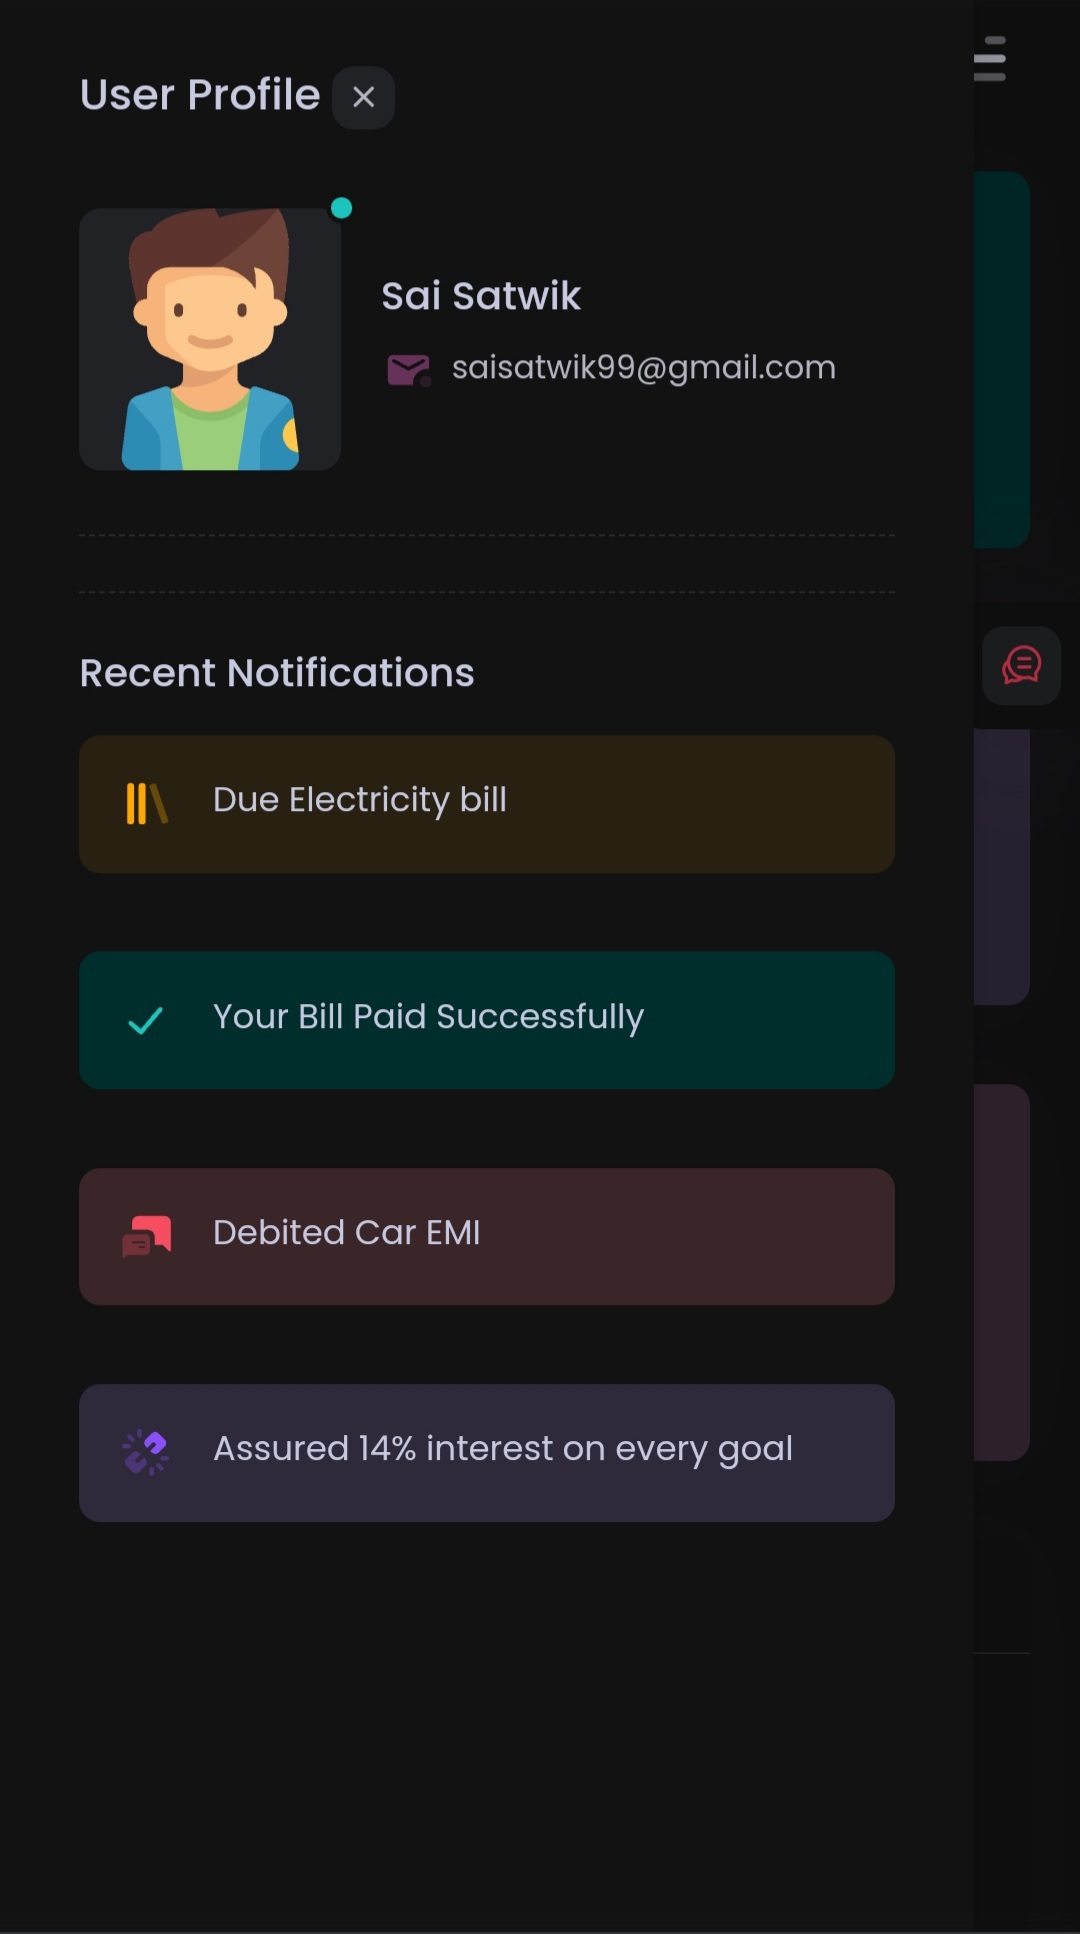 User Profile
Sai Satwik
saisatwik99@gmail.com
Recent Notifications
Due Electricity bill
Your Bill Paid Successfully
Debited Car EMI
Assured 14% interest on every goal